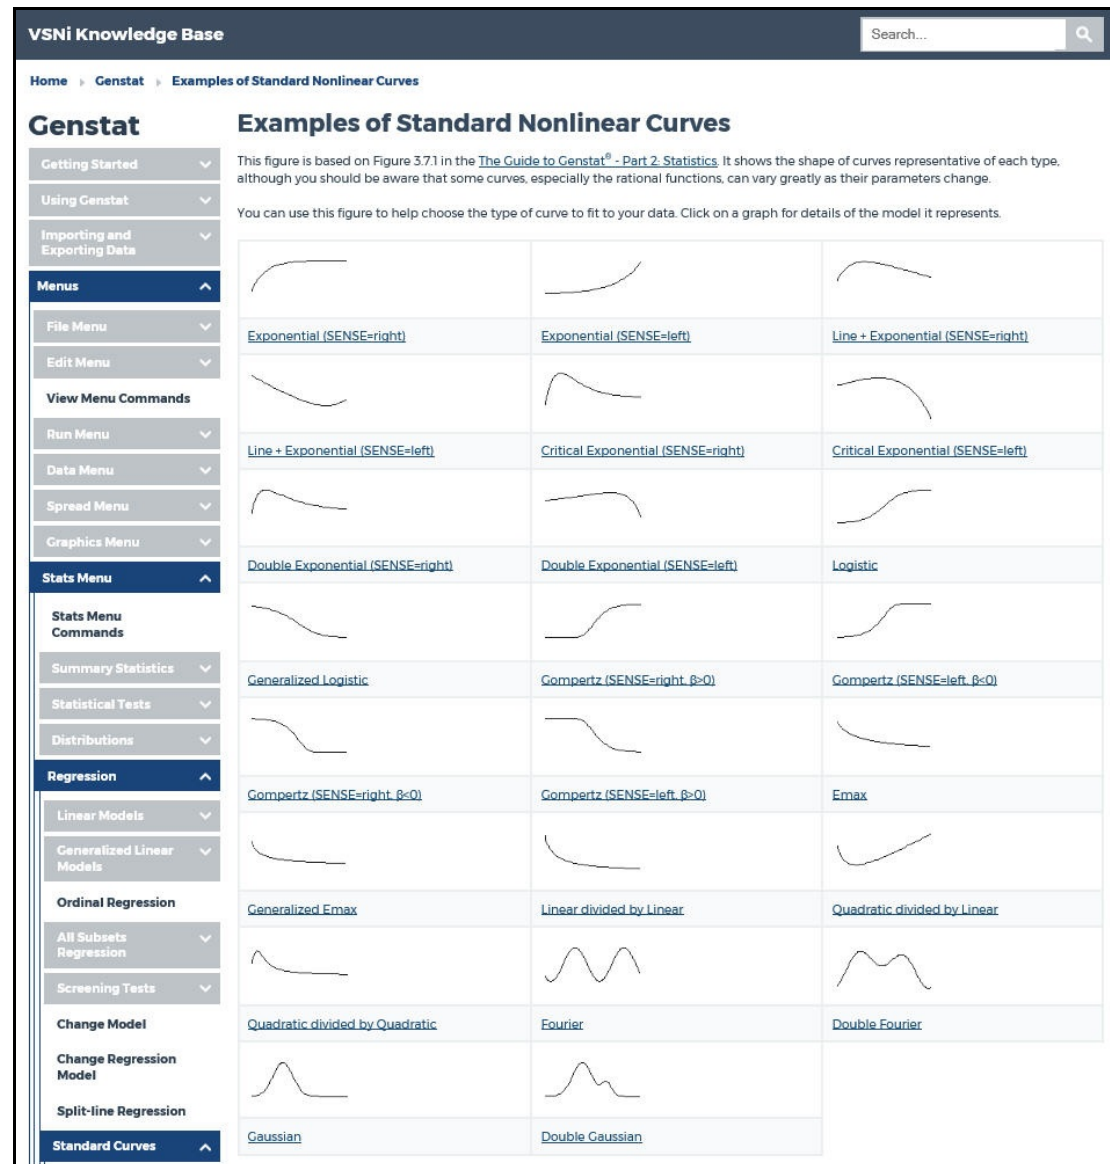 VSNi Knowledge Base
Search...
Home Genstat Examples of Standard Nonlinear Curves
Genstat
Getting Started
Using Genstat
Importing and
Exporting Data
Menus
File Menu
Edit Menu
View Menu Commands
Run Menu
Data Menu
Spread Menu
Graphics Menu
Stats Menu
Stats Menu
Commands
Summary Statistics
Statistical Tests
Distributions
Regression
Linear Models
Generalized Linear
Models
Ordinal Regression
All Subsets
Regression
Screening Tests
Change Model
Change Regression
Model
Split-line Regression
Standard Curves
Examples of Standard Nonlinear Curves
This figure is based on Figure 3.7.1 in the The Guide to Genstat® - Part 2: Statistics. It shows the shape of curves representative of each type,
although you should be aware that some curves, especially the rational functions, can vary greatly as their parameters change.
You can use this figure to help choose the type of curve to fit to your data. Click on a graph for details of the model it represents.
Exponential (SENSE=right) Exponential (SENSE=left) Line + Exponential (SENSE=right)
Line + Exponential (SENSE=left) Critical Exponential (SENSE=right) Critical Exponential (SENSE=left)
Double Exponential (SENSE=right) Double Exponential (SENSE=left) Logistic
Generalized Logistic Gompertz (SENSE=right, β>0) Gompertz (SENSE=left, β<0)
Gompertz (SENSE=right, β<0) Gompertz (SENSE=left, β>0) Emax
Generalized Emax Linear divided by Linear Quadratic divided by Linear
Quadratic divided by Quadratic Fourier Double Fourier
Gaussian Double Gaussian